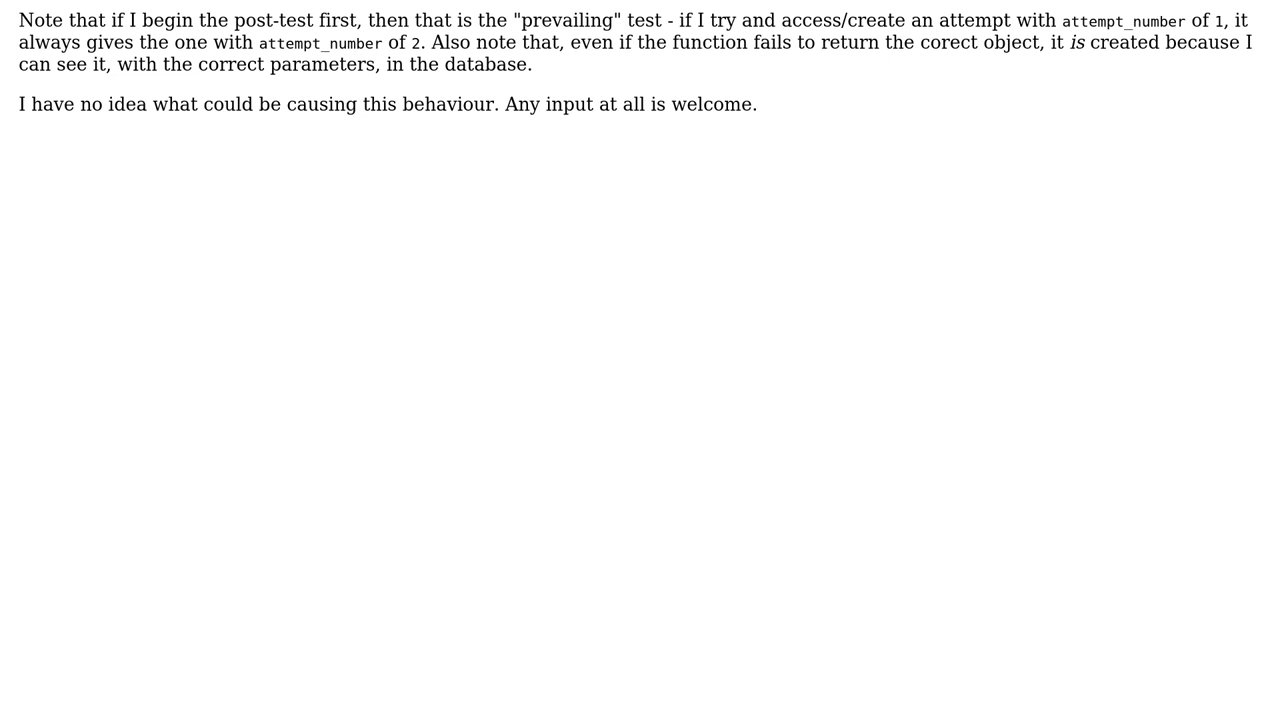 Note that if I begin the post-test first, then that is the "prevailing" test - if I try and access/create an attempt with attempt_number of 1, it
always gives the one with attempt_number of 2. Also note that, even if the function fails to return the corect object, it is created because I
can see it, with the correct parameters, in the database.
I have no idea what could be causing this behaviour. Any input at all is welcome.